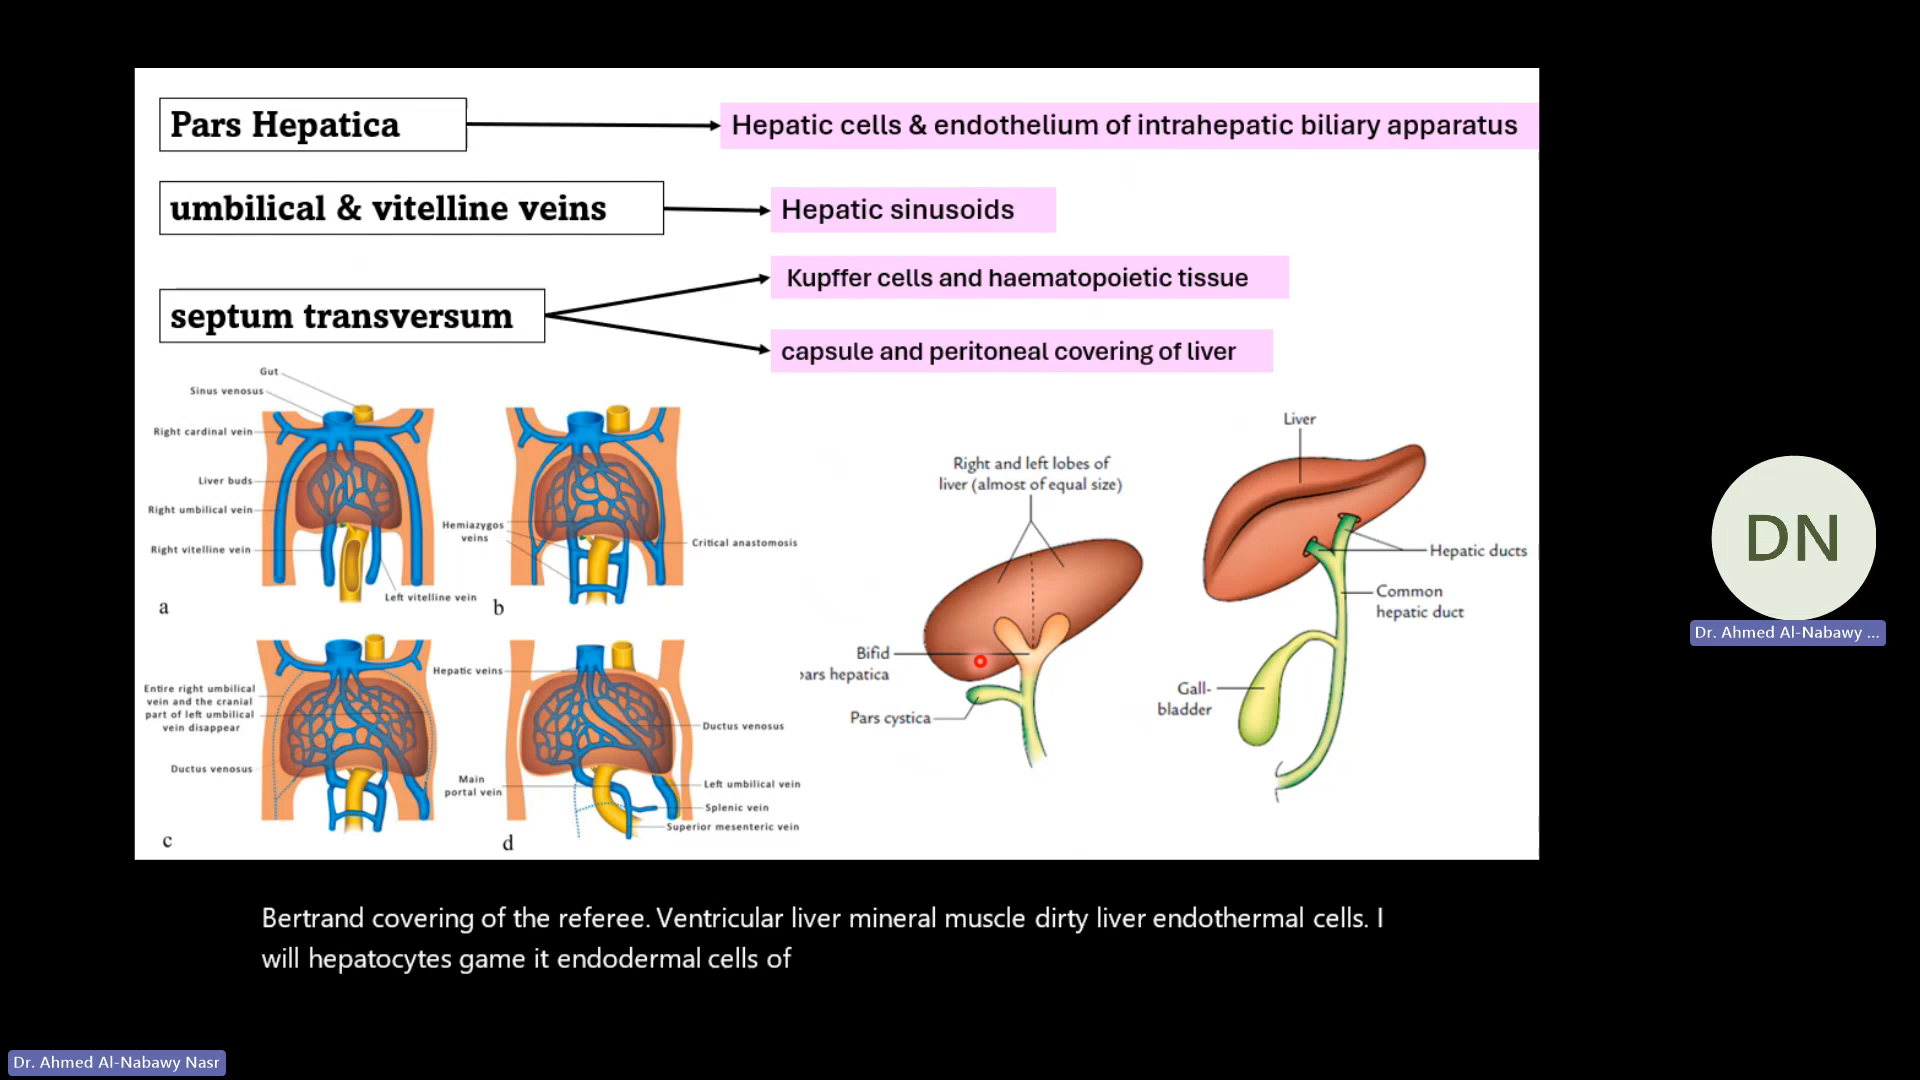 Pars Hepatica
Hepatic cells & endothelium of intrahepatic biliary apparatus
umbilical & vitelline veins
Hepatic sinusoids
septum transversum
Kupffer cells and haematopoietic tissue
capsule and peritoneal covering of liver
Gut
Sinus venosus
Right cardinal vein
Liver buds
Right umbilical vein
Right vitelline vein
Left vitelline vein
a
Hemiazygos
veins
Critical anastomosis
b
Entire right umbilical
vein and the cranial
part of left umbilical
vein disappear
Ductus venosus
c
Hepatic veins
Ductus venosus
Main
portal vein
Left umbilical vein
Splenic vein
Superior mesenteric vein
d
Right and left lobes of
liver (almost of equal size)
Bifid
pars hepatica
Pars cystica
Liver
Hepatic ducts
Common
hepatic duct
Gall-
bladder
DN
Dr. Ahmed Al-Nabawy ...
Bertrand covering of the referee. Ventricular liver mineral muscle dirty liver endothermal cells. I
will hepatocytes game it endodermal cells of
Dr. Ahmed Al-Nabawy Nasr